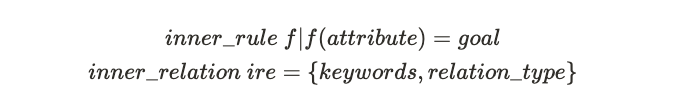 inner_rule f|f(attribute) = goal
inner_relation ire = {keywords, relation_type}